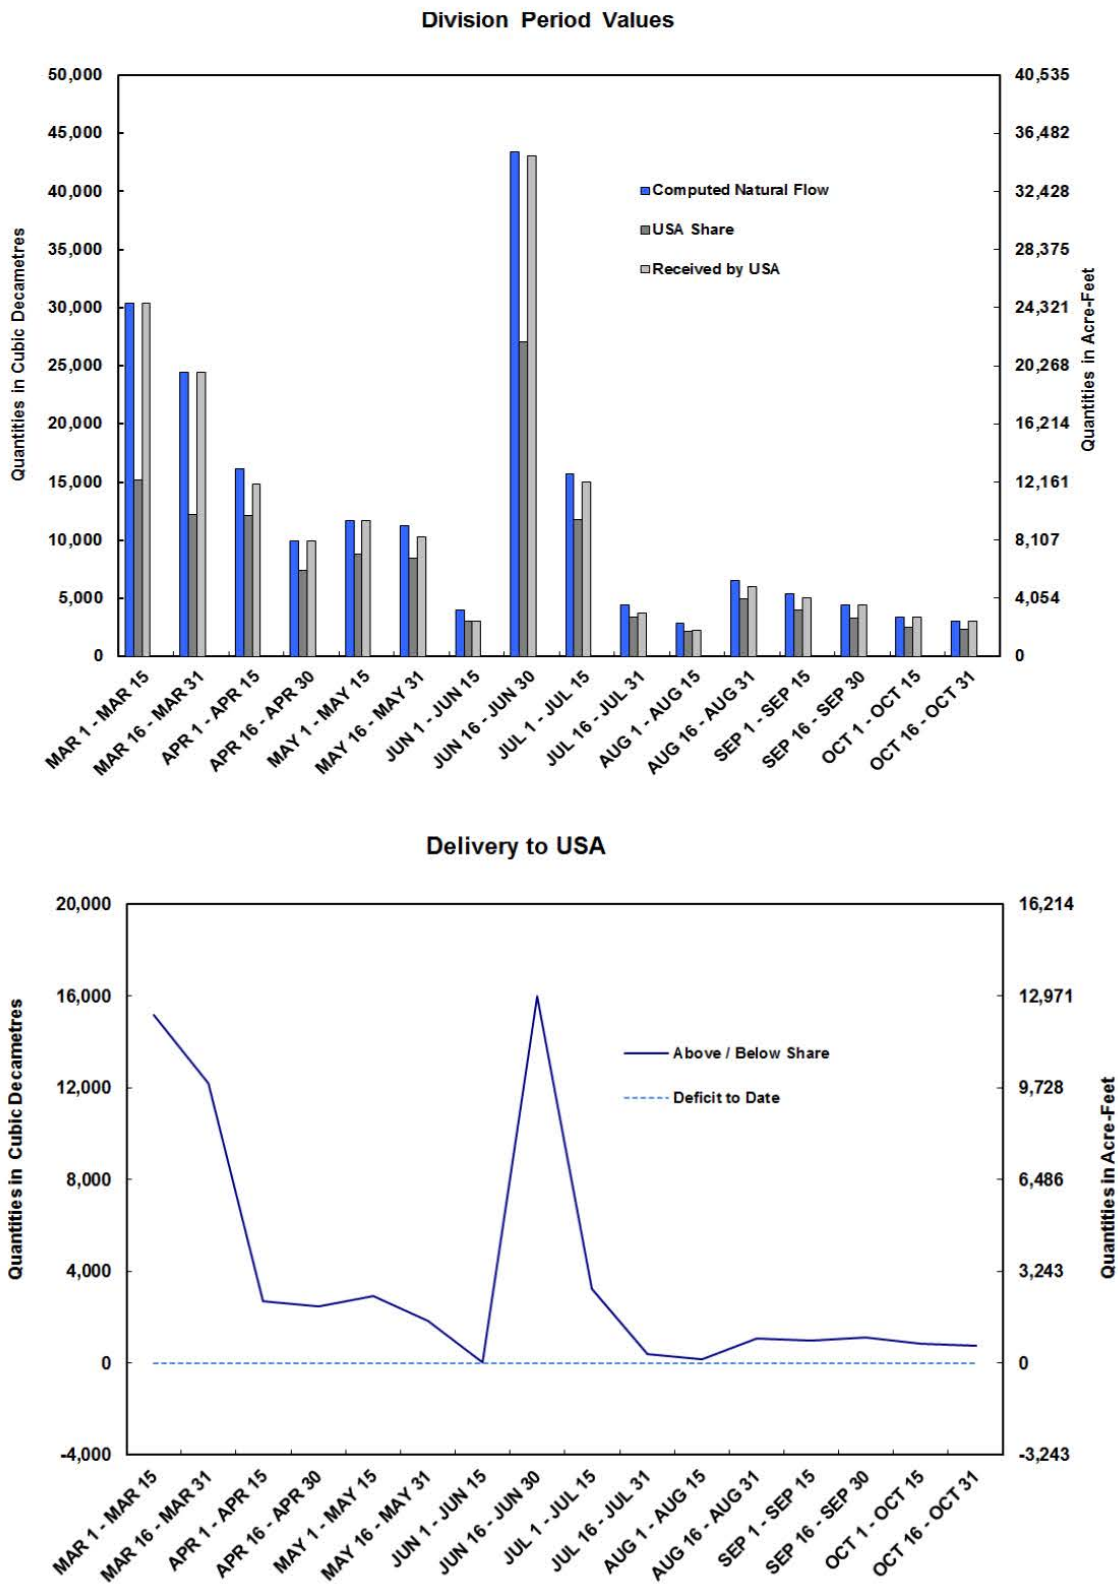 Division Period Values
50,000
45,000
40,000
35,000
30,000
25,000
20,000
15,000
10,000
5,000
0
Quantities in Cubic Decametres
40,535
36,482
32,428
28,375
24,321
20,268
16,214
12,161
8,107
4,054
0
Quantities in Acre-Feet
Computed Natural Flow
USA Share
Received by USA
MAR 1 - MAR 15
MAR 16 - MAR 31
APR 1 - APR 15
APR 16 - APR 30
MAY 1 - MAY 15
MAY 16 - MAY 31
JUN 1 - JUN 15
JUN 16 - JUN 30
JUL 1 - JUL 15
JUL 16 - JUL 31
AUG 1 - AUG 15
AUG 16 - AUG 31
SEP 1 - SEP 15
SEP 16 - SEP 30
OCT 1 - OCT 15
OCT 16 - OCT 31
Delivery to USA
20,000
16,000
12,000
8,000
4,000
0
-4,000
Quantities in Cubic Decametres
16,214
12,971
9,728
6,486
3,243
0
-3,243
Quantities in Acre-Feet
Above / Below Share
Deficit to Date
MAR 1 - MAR 15
MAR 16 - MAR 31
APR 1 - APR 15
APR 16 - APR 30
MAY 1 - MAY 15
MAY 16 - MAY 31
JUN 1 - JUN 15
JUN 16 - JUN 30
JUL 1 - JUL 15
JUL 16 - JUL 31
AUG 1 - AUG 15
AUG 16 - AUG 31
SEP 1 - SEP 15
SEP 16 - SEP 30
OCT 1 - OCT 15
OCT 16 - OCT 31